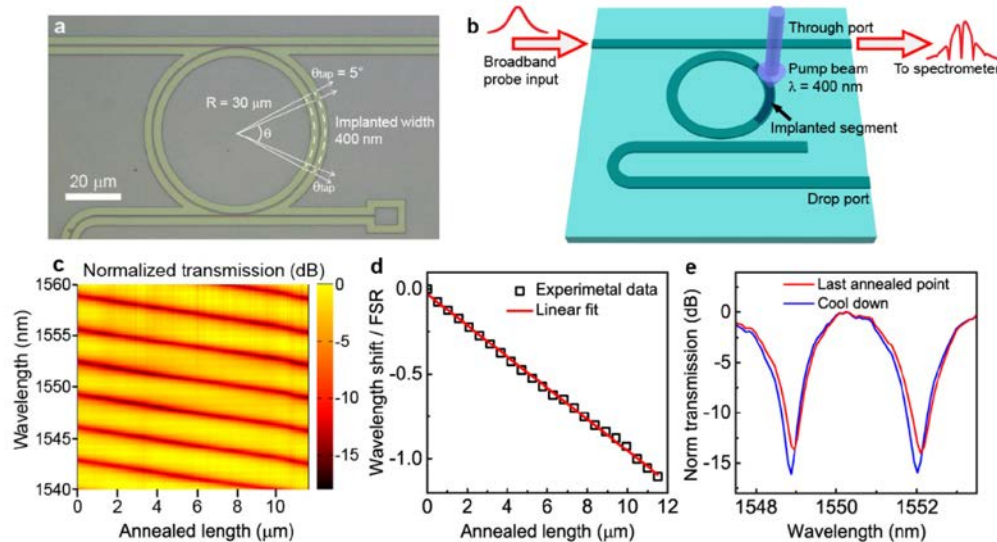 a
θtap = 5°
R = 30 μm
θ
Implanted width
400 nm
θtap
20 μm
b
Broadband
probe input
Through port
To spectrometer
Pump beam
λ = 400 nm
Implanted segment
Drop port
c
Normalized transmission (dB)
1560
1555
1550
1545
1540
0 2 4 6 8 10
0
-5
-10
-15
Wavelength (nm)
Annealed length (μm)
d
Experimetal data
Linear fit
0.0
-0.5
-1.0
0 2 4 6 8 10 12
Wavelength shift / FSR
Annealed length (μm)
e
Last annealed point
Cool down
0
-5
-10
-15
1548 1550 1552
Norm transmission (dB)
Wavelength (nm)